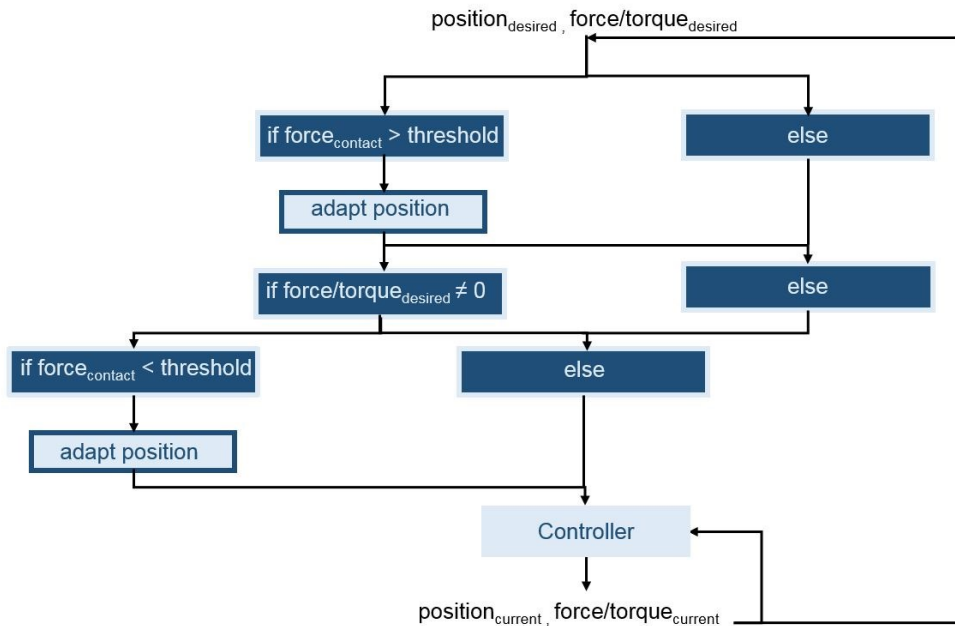 position_desired , force/torque_desired
if force_contact > threshold
else
adapt position
if force/torque_desired ≠ 0
else
if force_contact < threshold
else
adapt position
Controller
position_current , force/torque_current